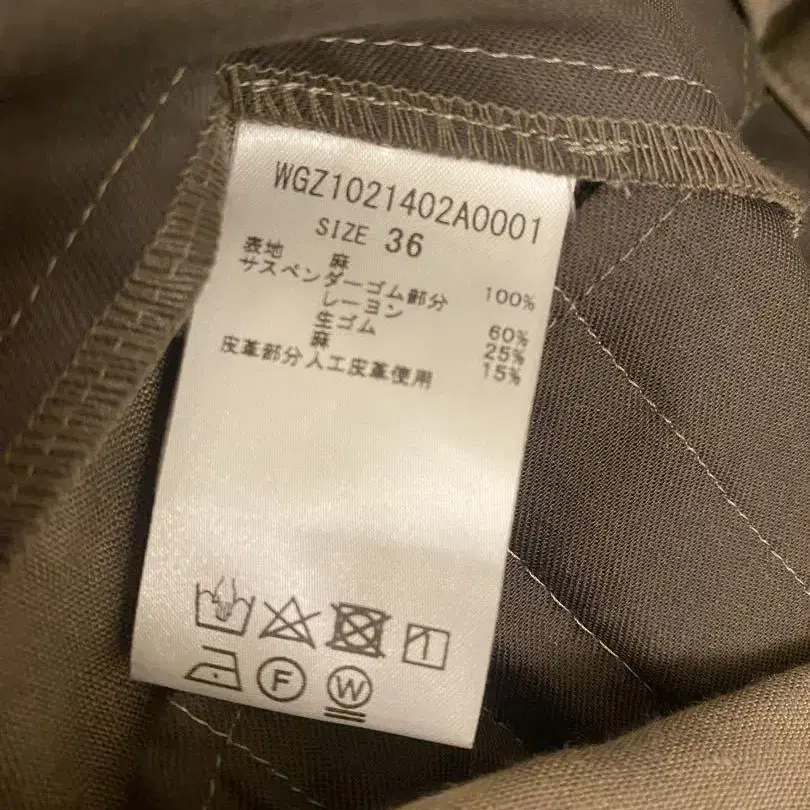 WGZ1021402A0001
SIZE 36
表地 麻 100%
サスペンダーゴム部分
レーヨン 60%
生ゴム 25%
麻 15%
皮革部分人工皮革使用
F W